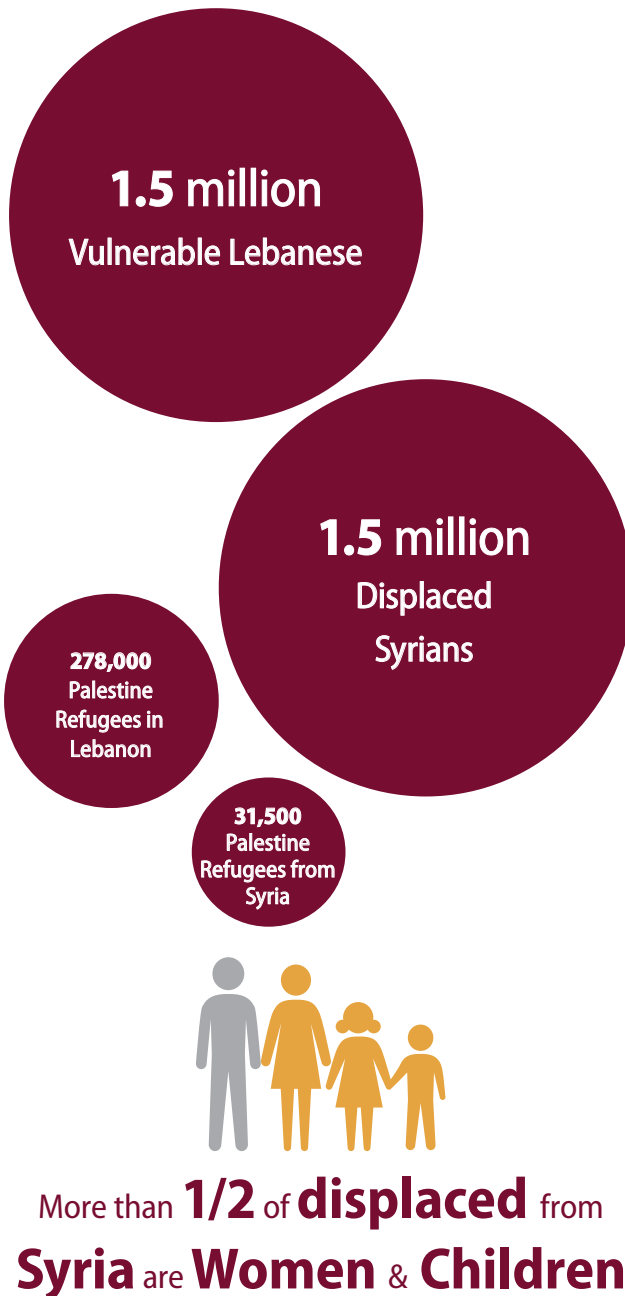 1.5 million
Vulnerable Lebanese
1.5 million
Displaced
Syrians
278,000
Palestine
Refugees in
Lebanon
31,500
Palestine
Refugees from
Syria
More than 1/2 of displaced from
Syria are Women & Children